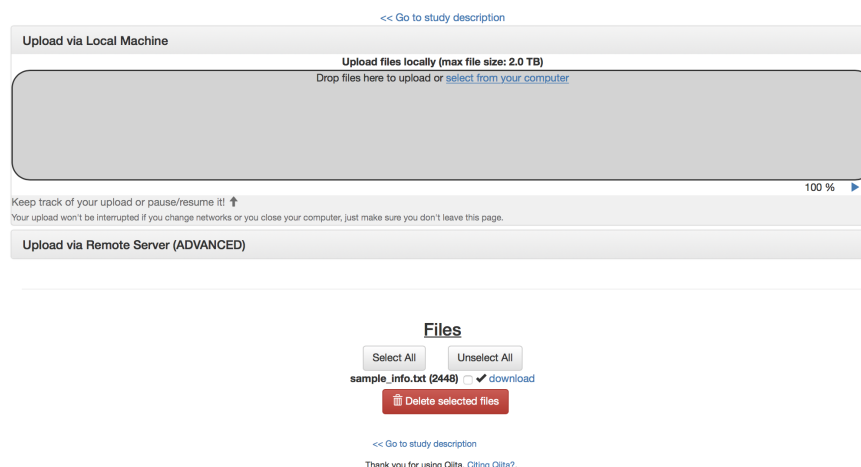 << Go to study description
Upload via Local Machine
Upload files locally (max file size: 2.0 TB)
Drop files here to upload or select from your computer
100 %
Keep track of your upload or pause/resume it!
Your upload won't be interrupted if you change networks or you close your computer, just make sure you don't leave this page.
Upload via Remote Server (ADVANCED)
Files
Select All Unselect All
sample_info.txt (2448) download
Delete selected files
<< Go to study description
Thank you for using Qiita. Citing Qiita?